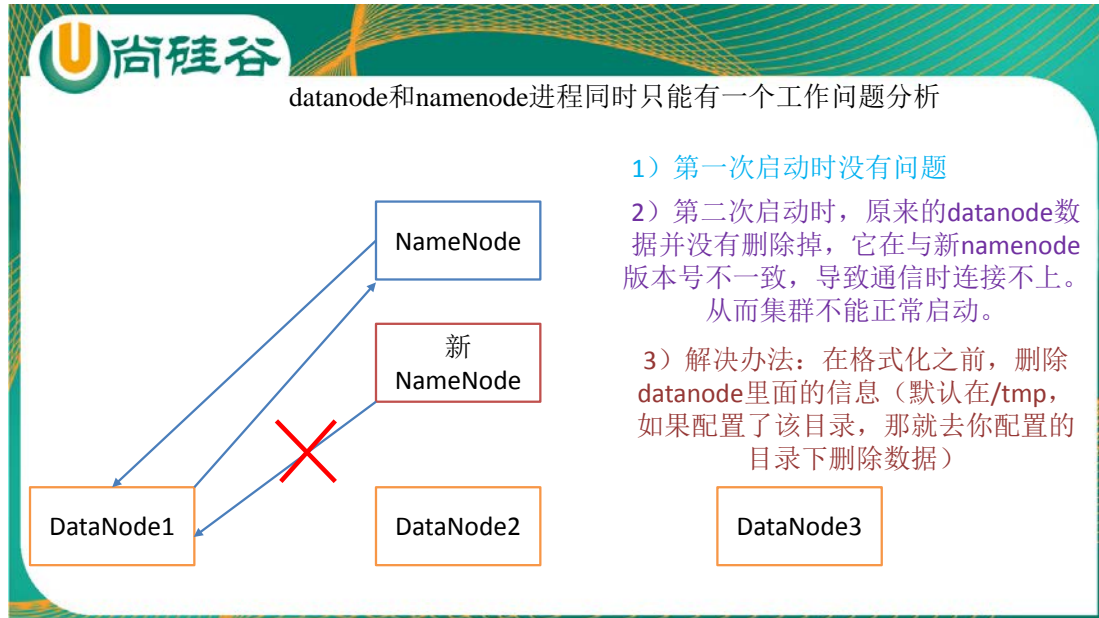 尚硅谷
datanode和namenode进程同时只能有一个工作问题分析
1）第一次启动时没有问题
2）第二次启动时，原来的datanode数
据并没有删除掉，它在与新namenode
版本号不一致，导致通信时连接不上。
从而集群不能正常启动。
3）解决办法：在格式化之前，删除
datanode里面的信息（默认在/tmp，
如果配置了该目录，那就去你配置的
目录下删除数据）
NameNode
新
NameNode
DataNode1
DataNode2
DataNode3